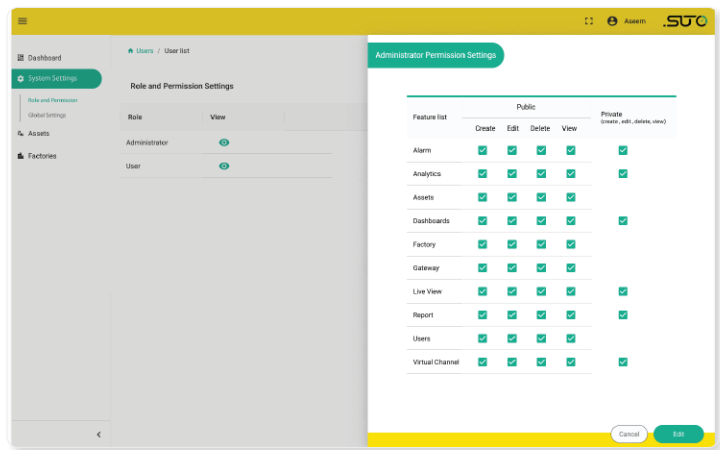 Aseem
.SUTO
Dashboard
System Settings
Role and Permission
Global Settings
Assets
Factories
Users / User list
Role and Permission Settings
Role View
Administrator
User
Administrator Permission Settings
Feature list
Public
Private
(create , edit , delete, view)
Create Edit Delete View
Alarm
Analytics
Assets
Dashboards
Factory
Gateway
Live View
Report
Users
Virtual Channel
Cancel Edit